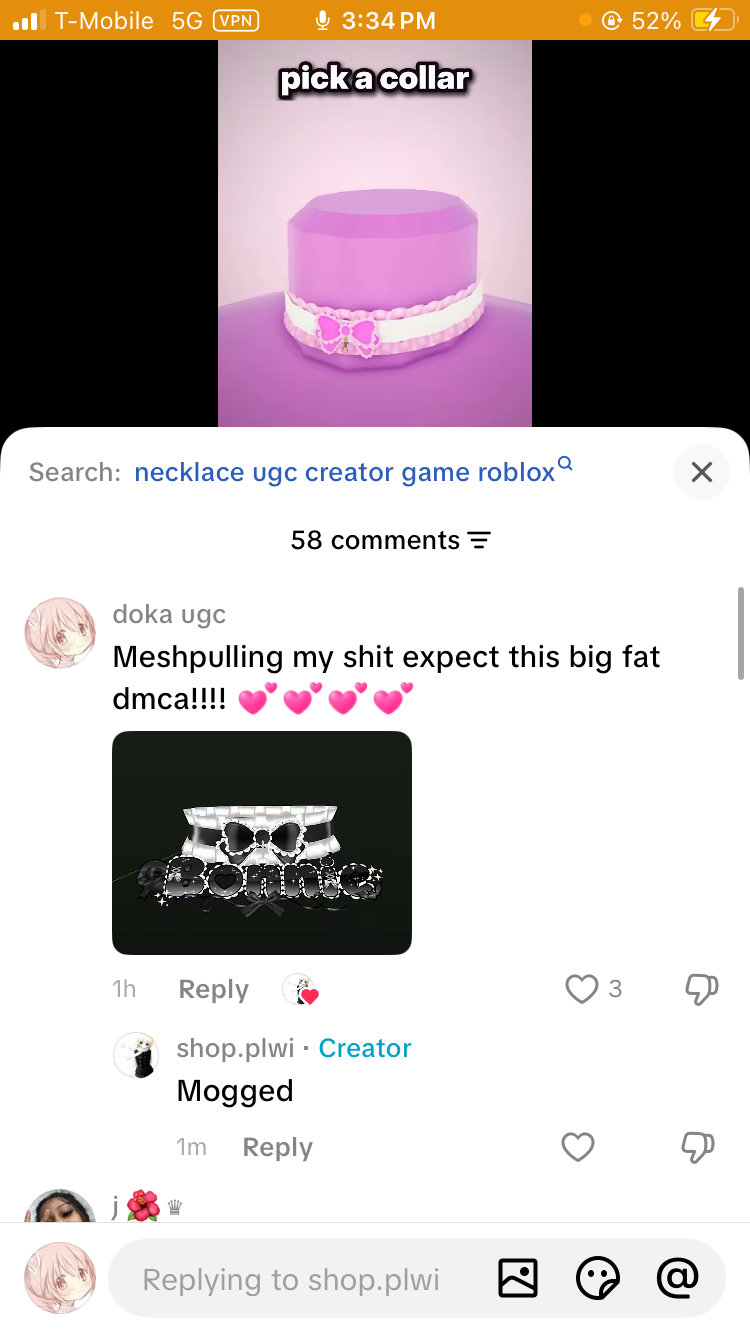 T-Mobile 5G VPN 3:34 PM 52%
pick a collar
Search: necklace ugc creator game roblox
58 comments
doka ugc
Meshpulling my shit expect this big fat
dmca!!!! 💕💕💕💕
Bonnie
1h Reply 3
shop.plwi · Creator
Mogged
1m Reply
j 🌺 ♛
Replying to shop.plwi @